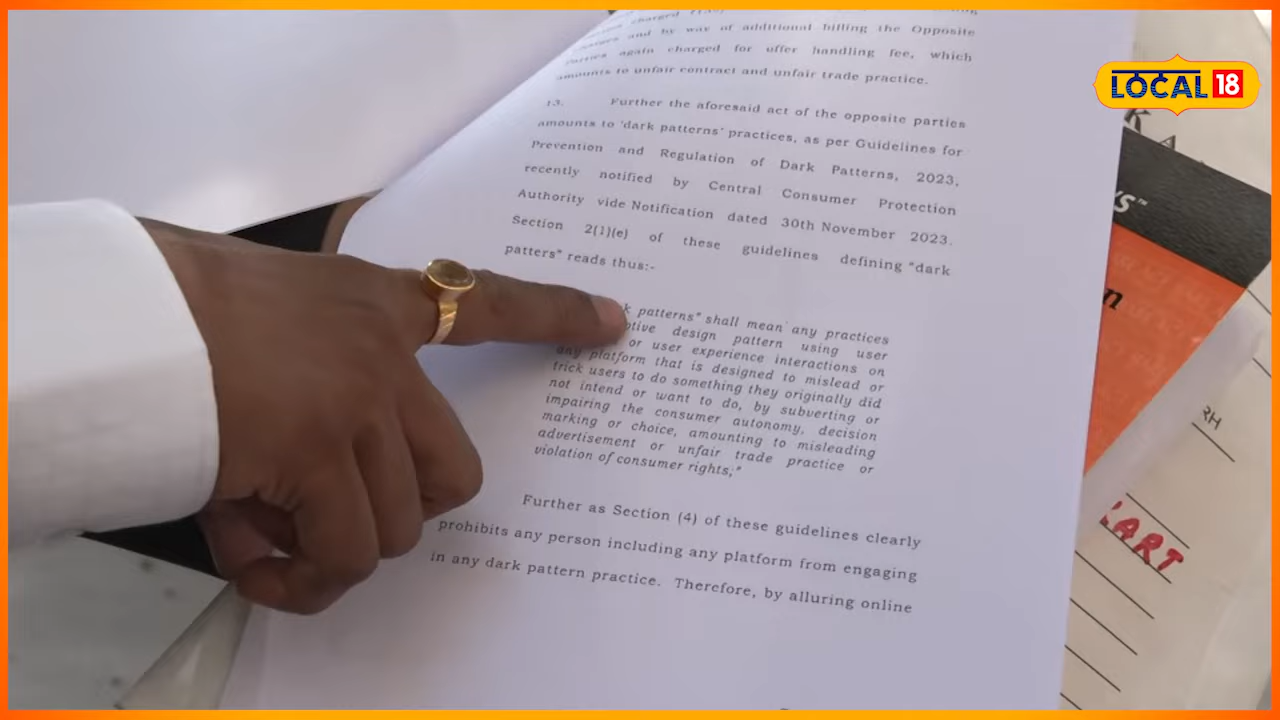 charged
charges and by way of additional billing the Opposite
Parties again charged for offer handling fee, which
amounts to unfair contract and unfair trade practice.
13. Further the aforesaid act of the opposite parties
amounts to 'dark patterns' practices, as per Guidelines for
Prevention and Regulation of Dark Patterns, 2023,
recently notified by Central Consumer Protection
Authority vide Notification dated 30th November 2023.
Section 2(1)(e) of these guidelines defining "dark
patters" reads thus:-
k patterns" shall mean any practices
ptive design pattern using user
or user experience interactions on
any platform that is designed to mislead or
trick users to do something they originally did
not intend or want to do, by subverting or
impairing the consumer autonomy, decision
marking or choice, amounting to misleading
advertisement or unfair trade practice or
violation of consumer rights;"
Further as Section (4) of these guidelines clearly
prohibits any person including any platform from engaging
in any dark pattern practice. Therefore, by alluring online
LOCAL 18
K A
S™
n
RH
KART